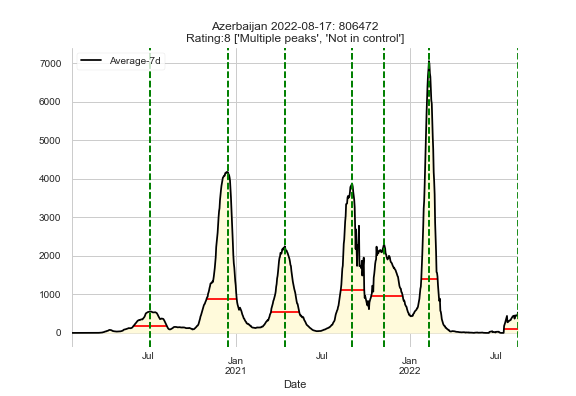 Azerbaijan 2022-08-17: 806472
Rating:8 ['Multiple peaks', 'Not in control']
Average-7d
7000
6000
5000
4000
3000
2000
1000
0
Jul
Jan
2021
Jul
Jan
2022
Jul
Date